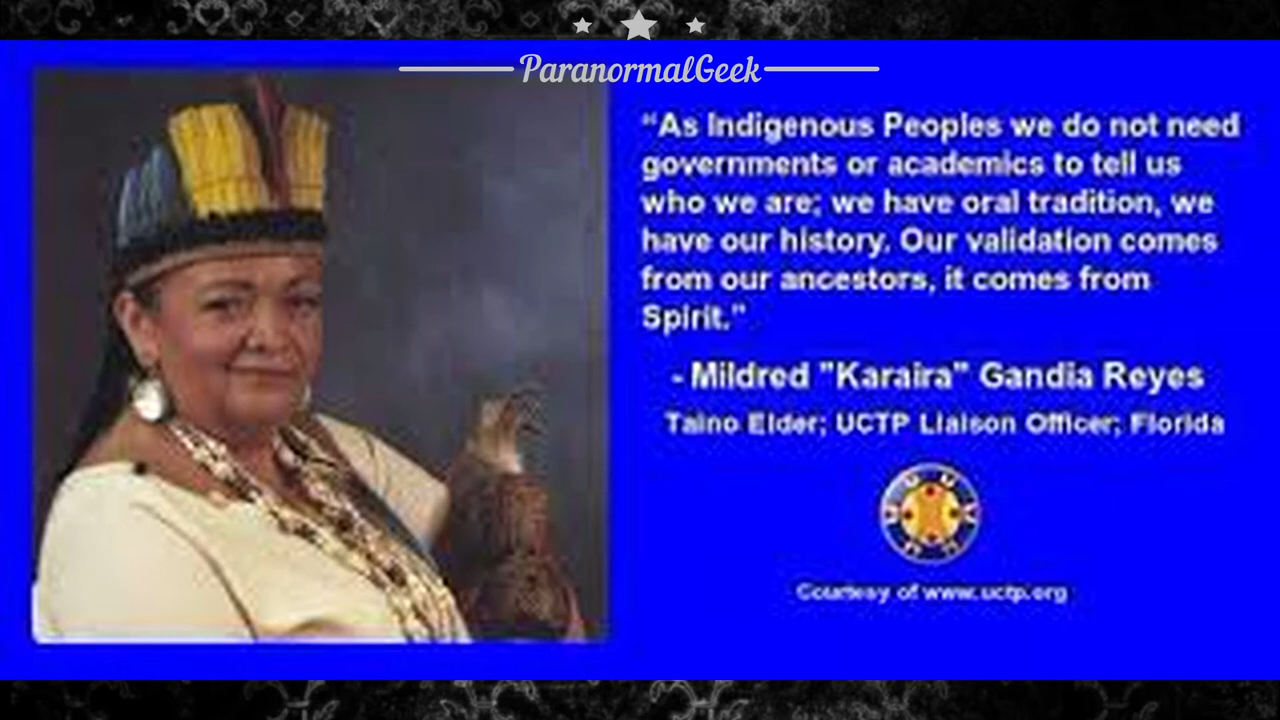 ParanormalGeek
“As Indigenous Peoples we do not need
governments or academics to tell us
who we are; we have oral tradition, we
have our history. Our validation comes
from our ancestors, it comes from
Spirit.”
- Mildred "Karaira" Gandia Reyes
Taino Elder; UCTP Liaison Officer; Florida
Courtesy of www.uctp.org